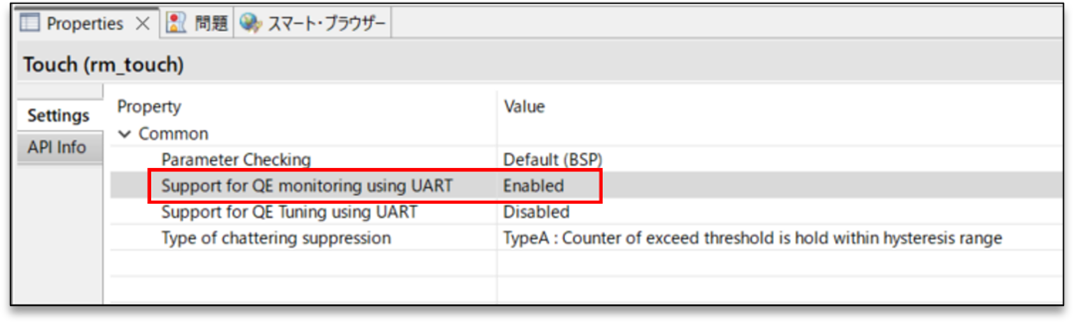 Properties 問題 スマート・ブラウザー
Touch (rm_touch)
Settings
API Info
Property Value
Common
Parameter Checking Default (BSP)
Support for QE monitoring using UART Enabled
Support for QE Tuning using UART Disabled
Type of chattering suppression TypeA : Counter of exceed threshold is hold within hysteresis range